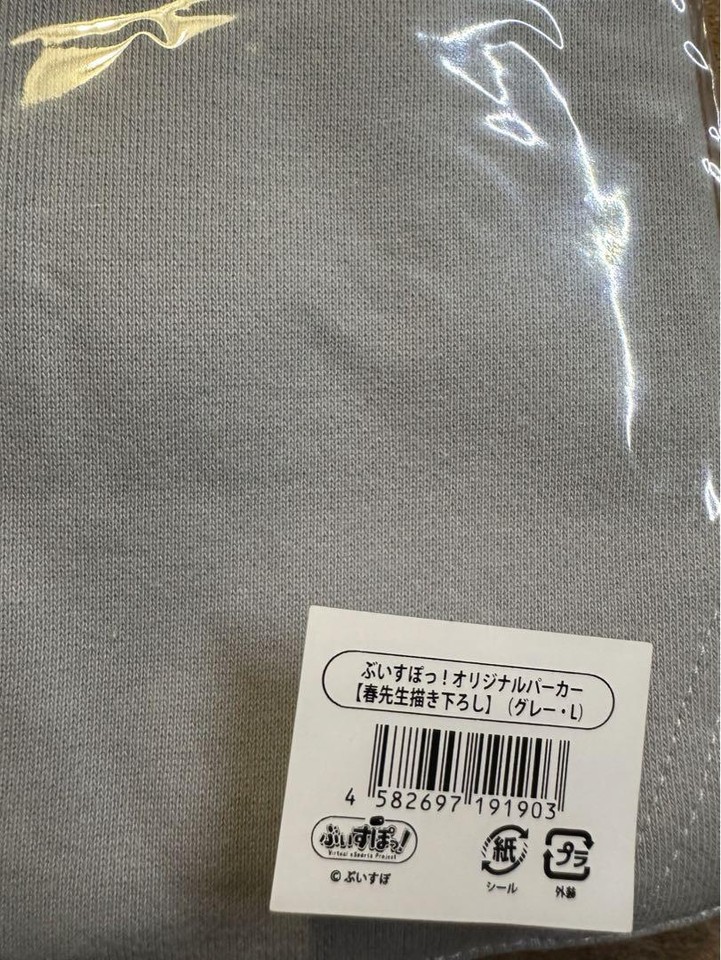 ぶいすぽっ!オリジナルパーカー
【春先生描き下ろし】(グレー・L)
4 582697 191903
ぶいすぽっ!
Virtual eSports Project
© ぶいすぽ
紙
シール
プラ
外装